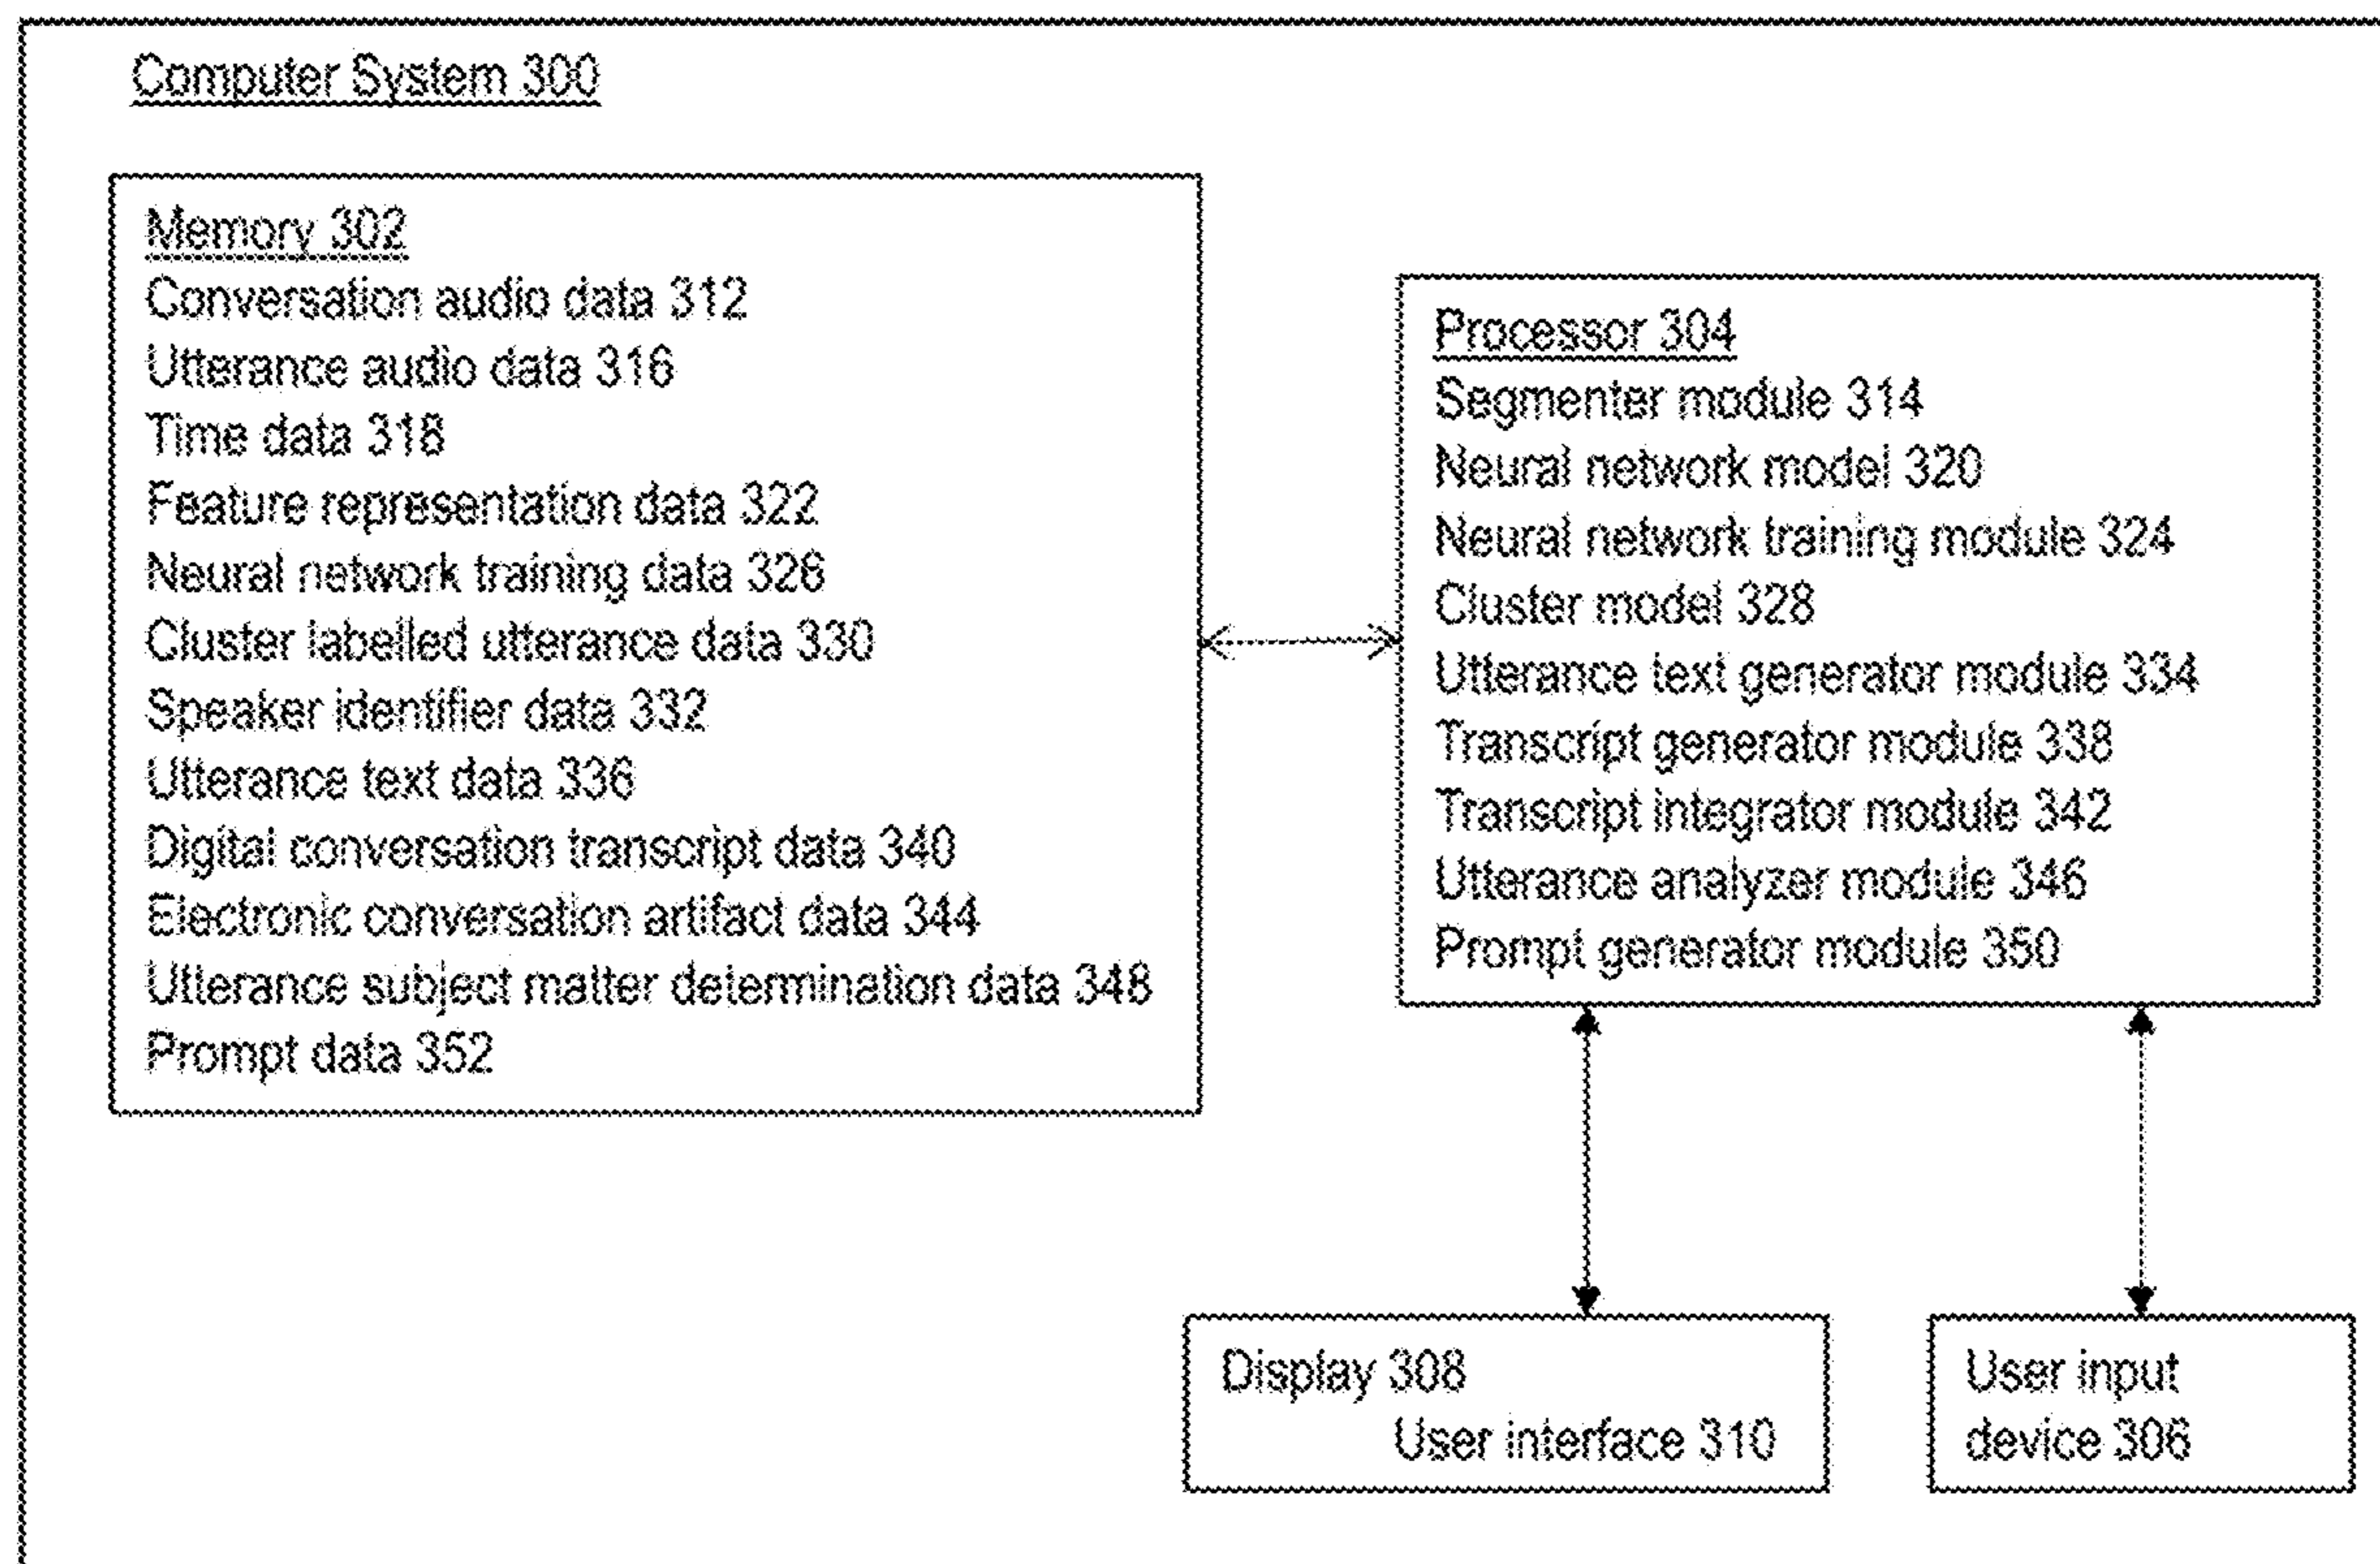 Computer System 300
Memory 302
Conversation audio data 312
Utterance audio data 316
Time data 318
Feature representation data 322
Neural network training data 326
Cluster labelled utterance data 330
Speaker identifier data 332
Utterance text data 336
Digital conversation transcript data 340
Electronic conversation artifact data 344
Utterance subject matter determination data 348
Prompt data 352
Processor 304
Segmenter module 314
Neural network model 320
Neural network training module 324
Cluster model 328
Utterance text generator module 334
Transcript generator module 338
Transcript integrator module 342
Utterance analyzer module 346
Prompt generator module 350
Display 308
User interface 310
User input
device 306